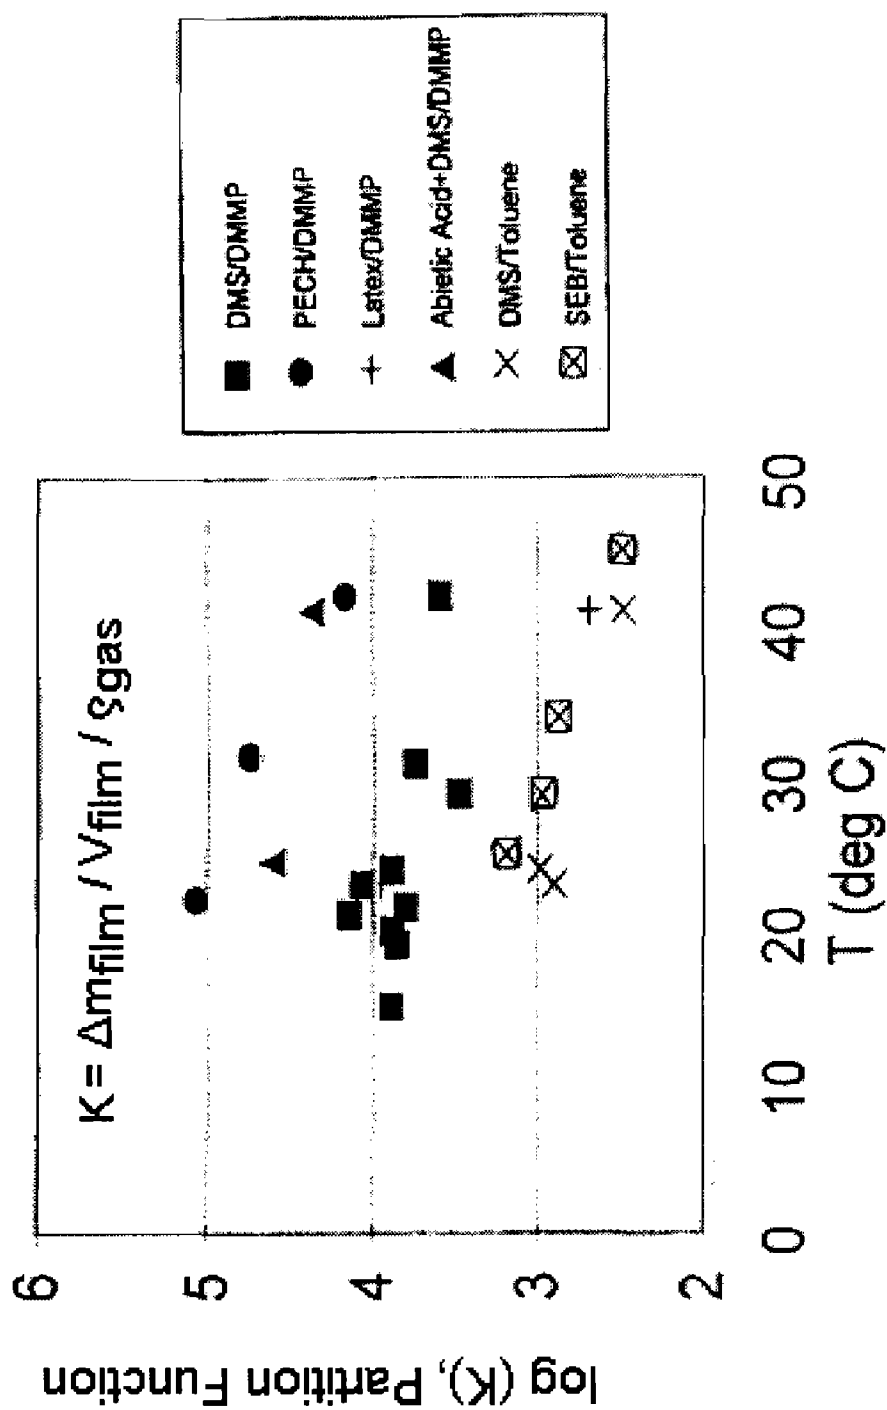 K = Δmfilm / Vfilm / ϱgas
6
5
4
3
2
log (K), Partition Function
0
10
20
30
40
50
T (deg C)
DMS/DMMP
PECH/DMMP
Latex/DMMP
Abietic Acid+DMS/DMMP
DMS/Toluene
SEB/Toluene